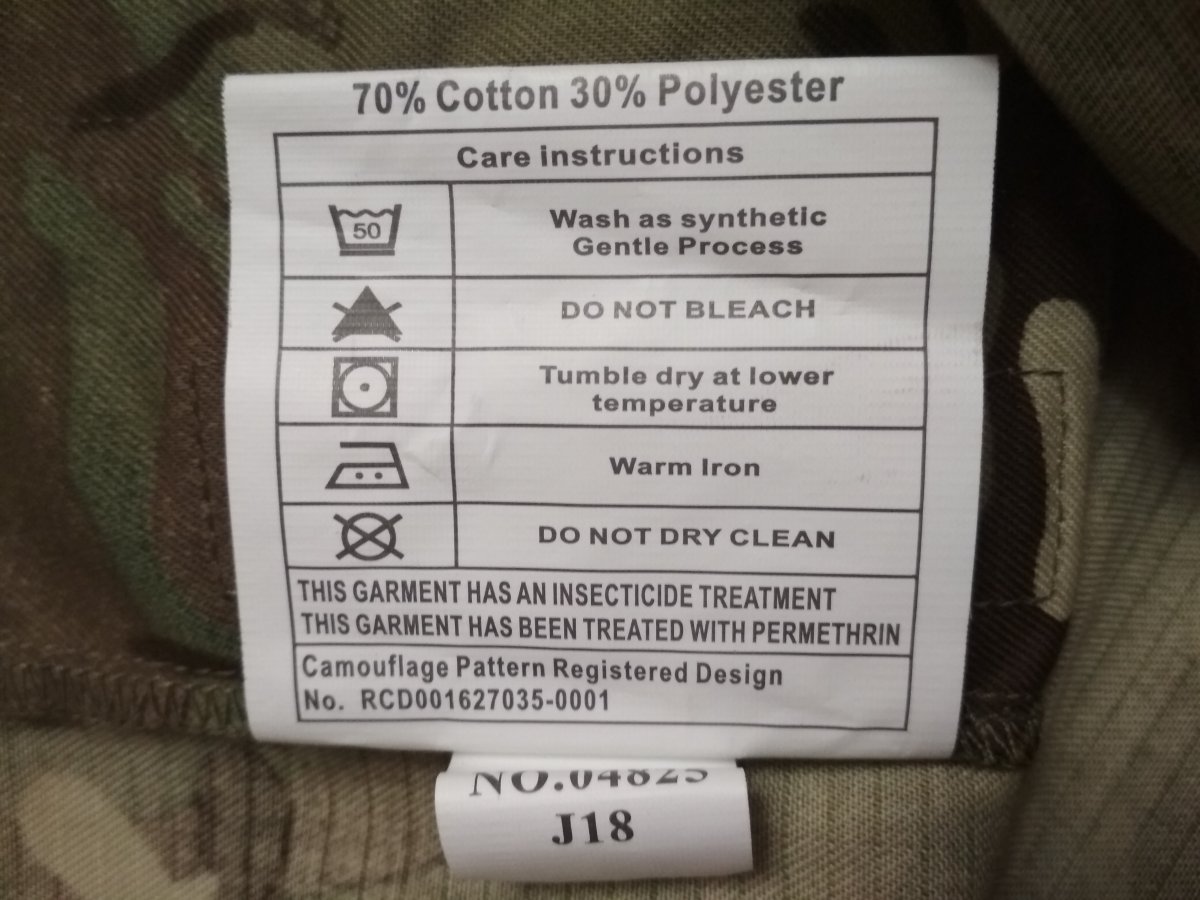 70% Cotton 30% Polyester
Care instructions
50
Wash as synthetic
Gentle Process
DO NOT BLEACH
Tumble dry at lower
temperature
Warm Iron
DO NOT DRY CLEAN
THIS GARMENT HAS AN INSECTICIDE TREATMENT
THIS GARMENT HAS BEEN TREATED WITH PERMETHRIN
Camouflage Pattern Registered Design
No. RCD001627035-0001
NO.04825
J18